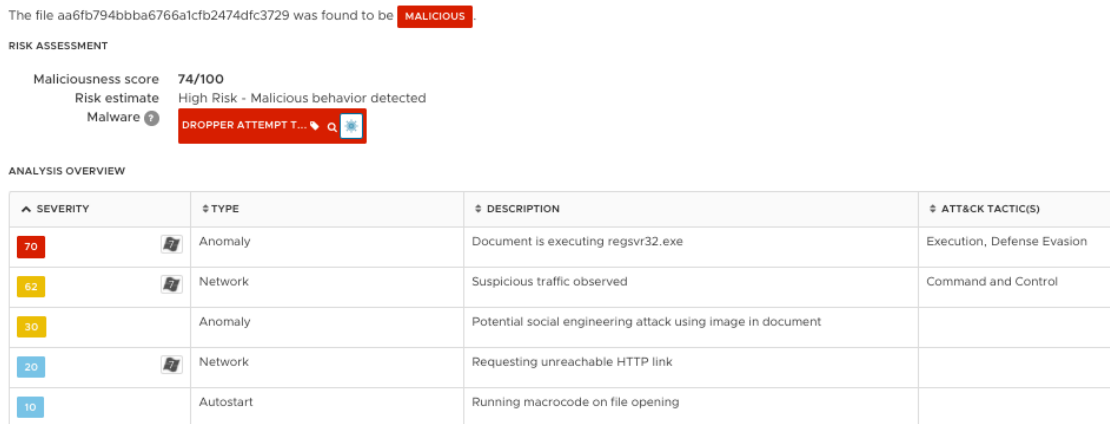 The file aa6fb794bbba6766a1cfb2474dfc3729 was found to be MALICIOUS.
RISK ASSESSMENT
Maliciousness score 74/100
Risk estimate High Risk - Malicious behavior detected
Malware ? DROPPER ATTEMPT T...
ANALYSIS OVERVIEW
SEVERITY TYPE DESCRIPTION ATT&CK TACTIC(S)
70 7 Anomaly Document is executing regsvr32.exe Execution, Defense Evasion
62 7 Network Suspicious traffic observed Command and Control
30 Anomaly Potential social engineering attack using image in document
20 7 Network Requesting unreachable HTTP link
10 Autostart Running macrocode on file opening